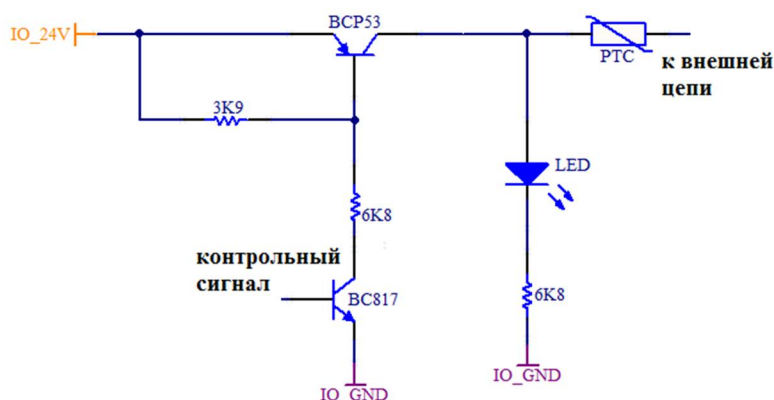 BCP53
IO_24V
PTC
к внешней
цепи
3K9
LED
6K8
контрольный
сигнал
BC817
6K8
IO_GND
IO_GND